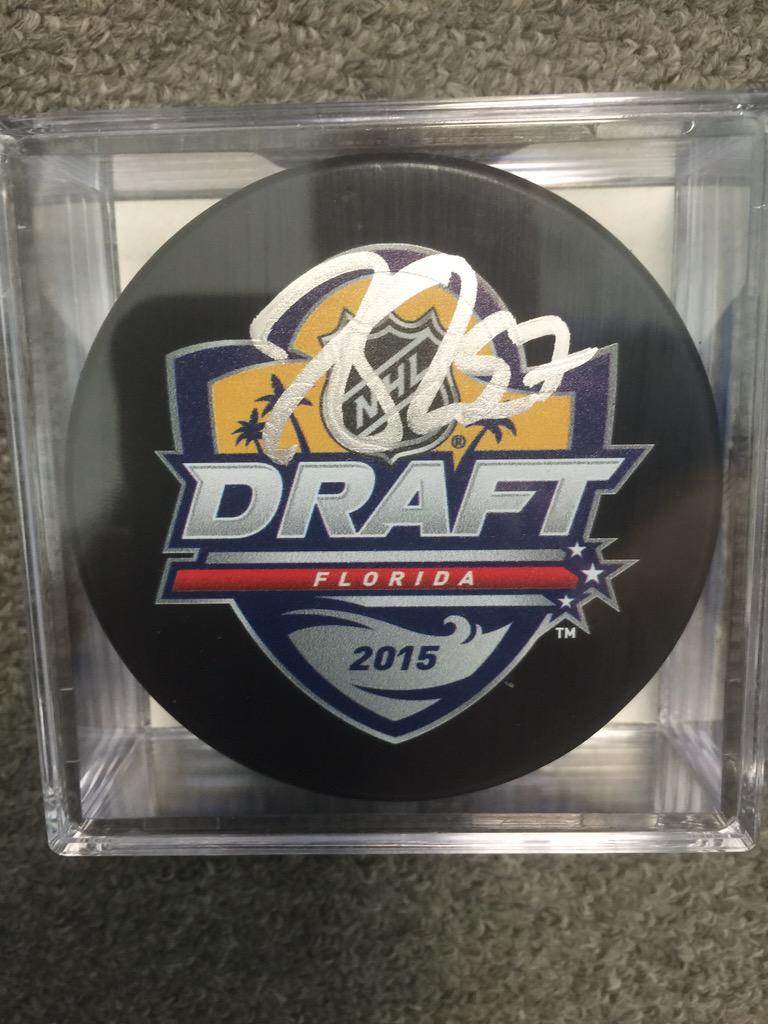 NHL
®
DRAFT
FLORIDA
TM
2015